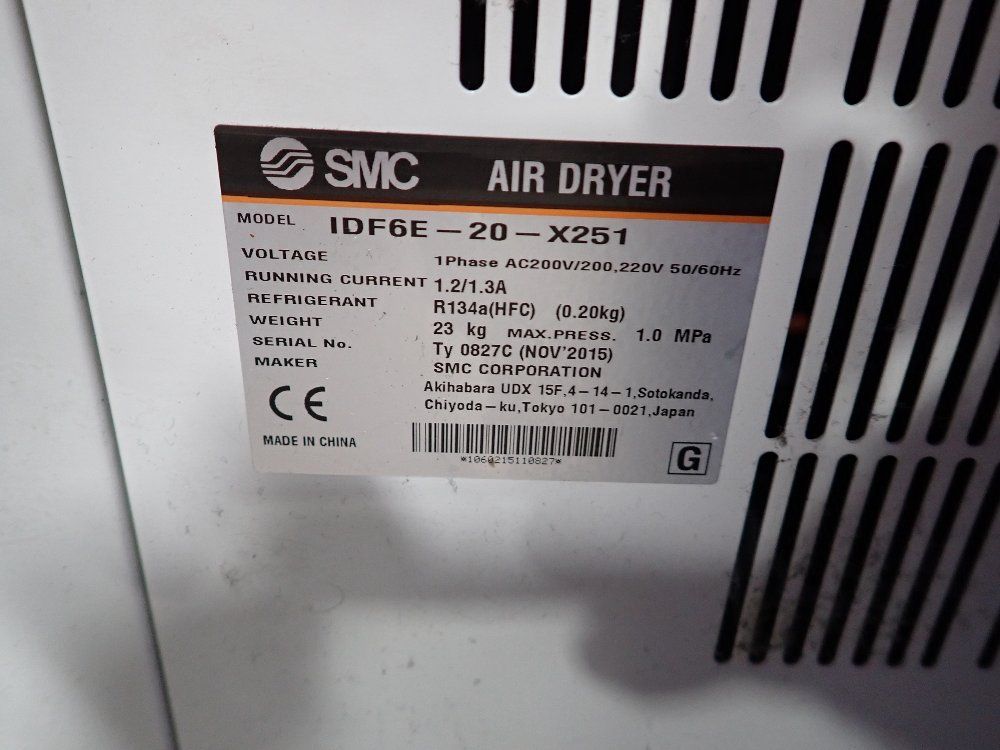 SMC AIR DRYER
MODEL IDF6E－20－X251
VOLTAGE 1Phase AC200V/200,220V 50/60Hz
RUNNING CURRENT 1.2/1.3A
REFRIGERANT R134a(HFC) (0.20kg)
WEIGHT 23 kg MAX.PRESS. 1.0 MPa
SERIAL No. Ty 0827C (NOV'2015)
MAKER SMC CORPORATION
Akihabara UDX 15F,4－14－1,Sotokanda,
Chiyoda－ku,Tokyo 101－0021,Japan
CE
MADE IN CHINA
*1060215110827*
G